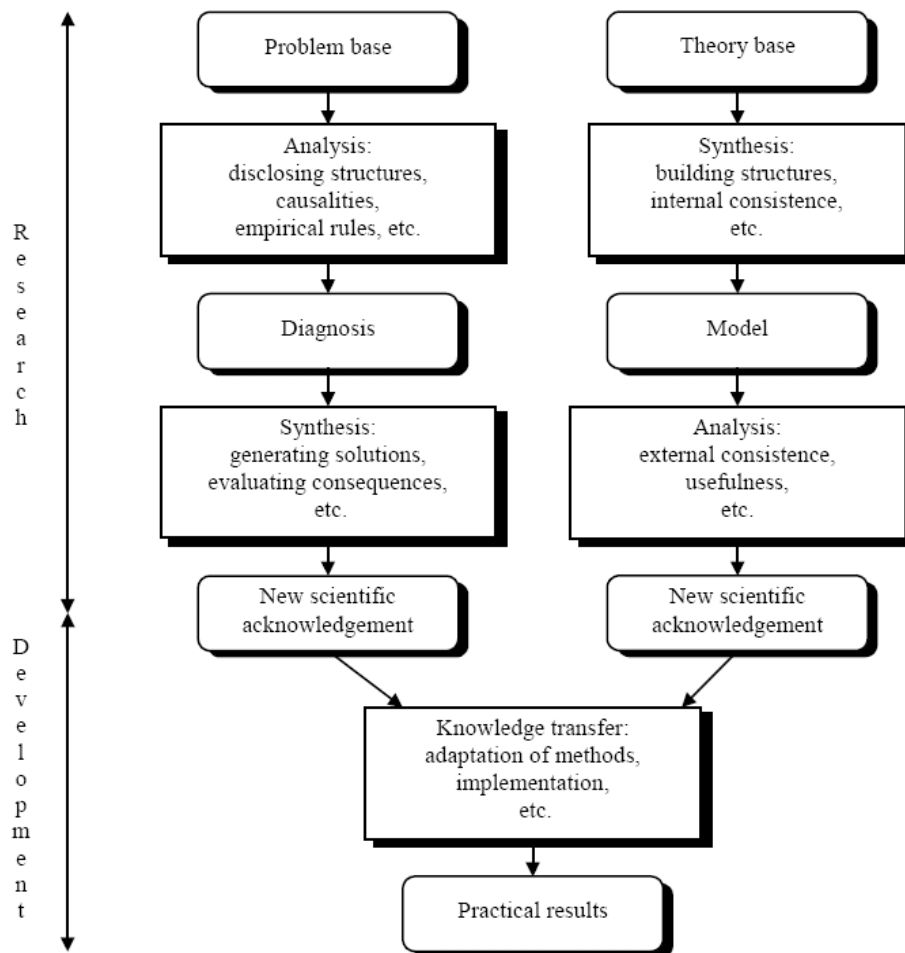 Research
Development
Problem base
Analysis:
disclosing structures,
causalities,
empirical rules, etc.
Diagnosis
Synthesis:
generating solutions,
evaluating consequences,
etc.
New scientific
acknowledgement
Theory base
Synthesis:
building structures,
internal consistence,
etc.
Model
Analysis:
external consistence,
usefulness,
etc.
New scientific
acknowledgement
Knowledge transfer:
adaptation of methods,
implementation,
etc.
Practical results